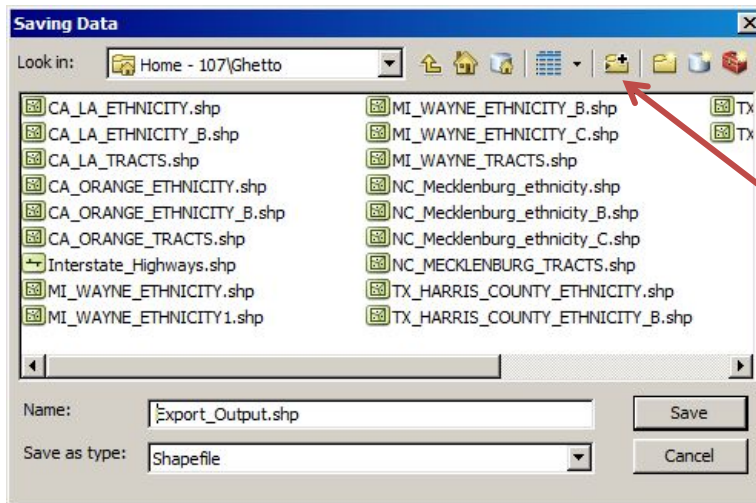 Saving Data
Look in: Home - 107\Ghetto
CA_LA_ETHNICITY.shp
CA_LA_ETHNICITY_B.shp
CA_LA_TRACTS.shp
CA_ORANGE_ETHNICITY.shp
CA_ORANGE_ETHNICITY_B.shp
CA_ORANGE_TRACTS.shp
Interstate_Highways.shp
MI_WAYNE_ETHNICITY.shp
MI_WAYNE_ETHNICITY1.shp
MI_WAYNE_ETHNICITY_B.shp
MI_WAYNE_ETHNICITY_C.shp
MI_WAYNE_TRACTS.shp
NC_Mecklenburg_ethnicity.shp
NC_Mecklenburg_ethnicity_B.shp
NC_Mecklenburg_ethnicity_C.shp
NC_MECKLENBURG_TRACTS.shp
TX_HARRIS_COUNTY_ETHNICITY.shp
TX_HARRIS_COUNTY_ETHNICITY_B.shp
TX
TX
Name: Export_Output.shp Save
Save as type: Shapefile Cancel